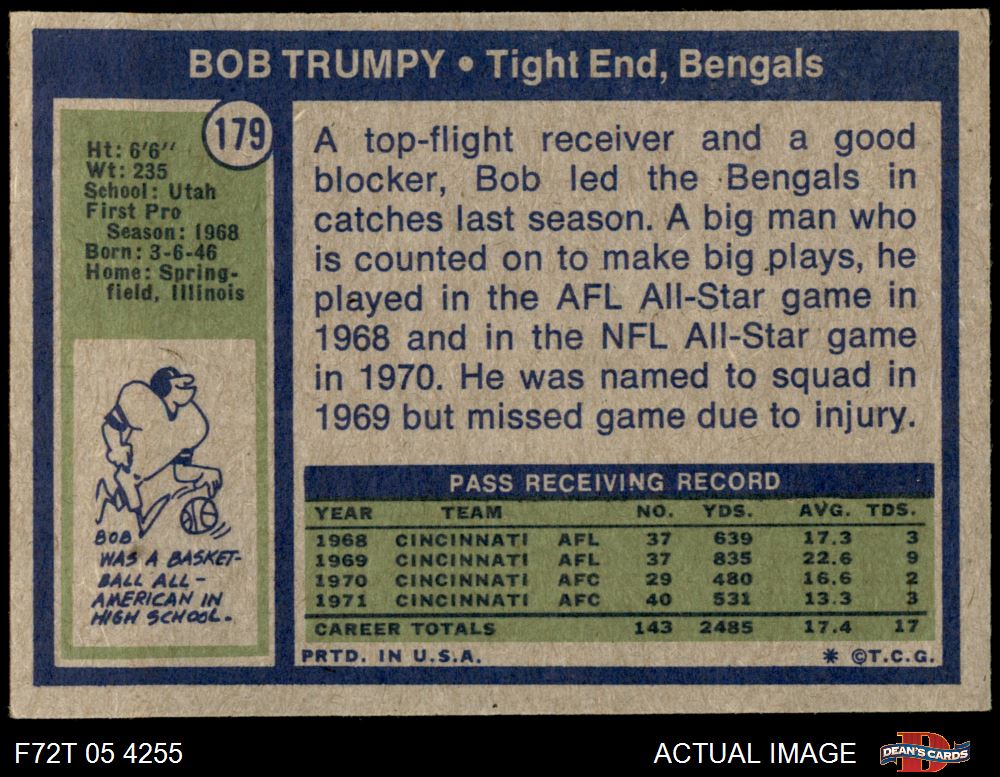 BOB TRUMPY • Tight End, Bengals
179
Ht: 6'6''
Wt: 235
School: Utah
First Pro
Season: 1968
Born: 3-6-46
Home: Spring-
field, Illinois
BOB
WAS A BASKET-
BALL ALL-
AMERICAN IN
HIGH SCHOOL.
A top-flight receiver and a good
blocker, Bob led the Bengals in
catches last season. A big man who
is counted on to make big plays, he
played in the AFL All-Star game in
1968 and in the NFL All-Star game
in 1970. He was named to squad in
1969 but missed game due to injury.
PASS RECEIVING RECORD
YEAR TEAM NO. YDS. AVG. TDS.
1968 CINCINNATI AFL 37 639 17.3 3
1969 CINCINNATI AFL 37 835 22.6 9
1970 CINCINNATI AFC 29 480 16.6 2
1971 CINCINNATI AFC 40 531 13.3 3
CAREER TOTALS 143 2485 17.4 17
PRTD. IN U.S.A. * ©T.C.G.
F72T 05 4255 ACTUAL IMAGE DEAN'S CARDS